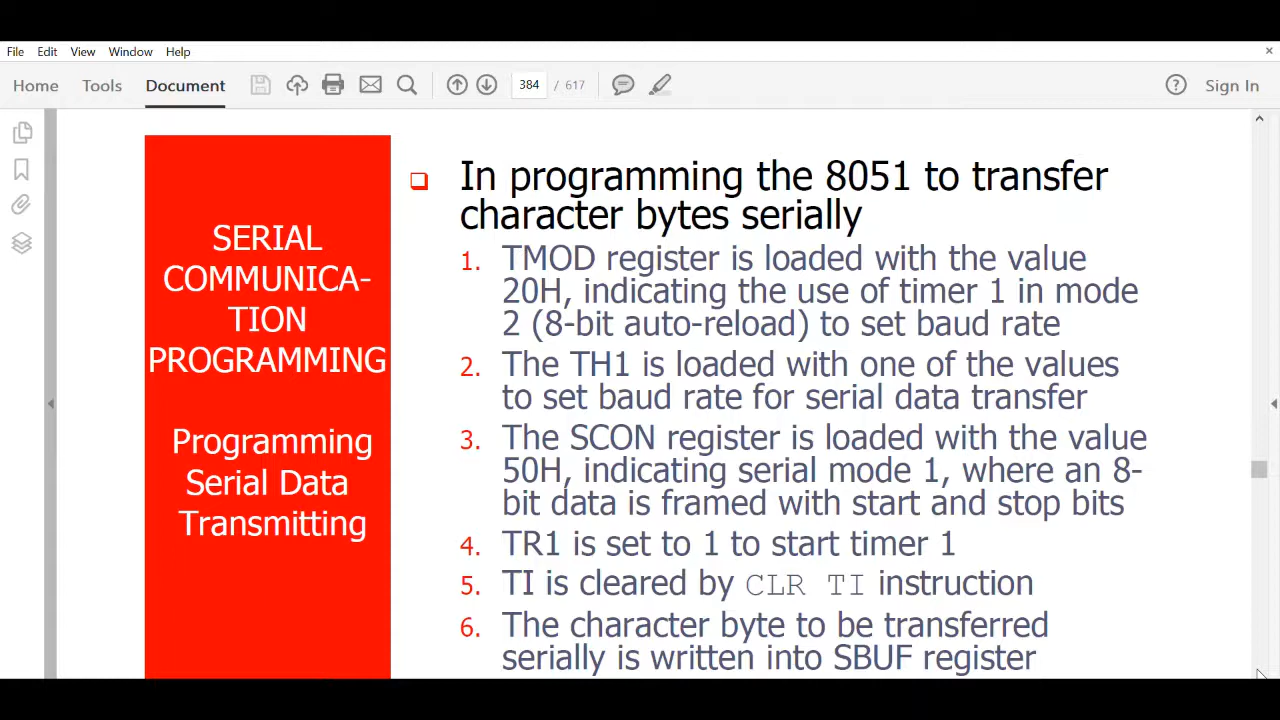 File Edit View Window Help
Home Tools Document 384 / 617 Sign In
SERIAL
COMMUNICA-
TION
PROGRAMMING
Programming
Serial Data
Transmitting
In programming the 8051 to transfer
character bytes serially
1. TMOD register is loaded with the value
20H, indicating the use of timer 1 in mode
2 (8-bit auto-reload) to set baud rate
2. The TH1 is loaded with one of the values
to set baud rate for serial data transfer
3. The SCON register is loaded with the value
50H, indicating serial mode 1, where an 8-
bit data is framed with start and stop bits
4. TR1 is set to 1 to start timer 1
5. TI is cleared by CLR TI instruction
6. The character byte to be transferred
serially is written into SBUF register